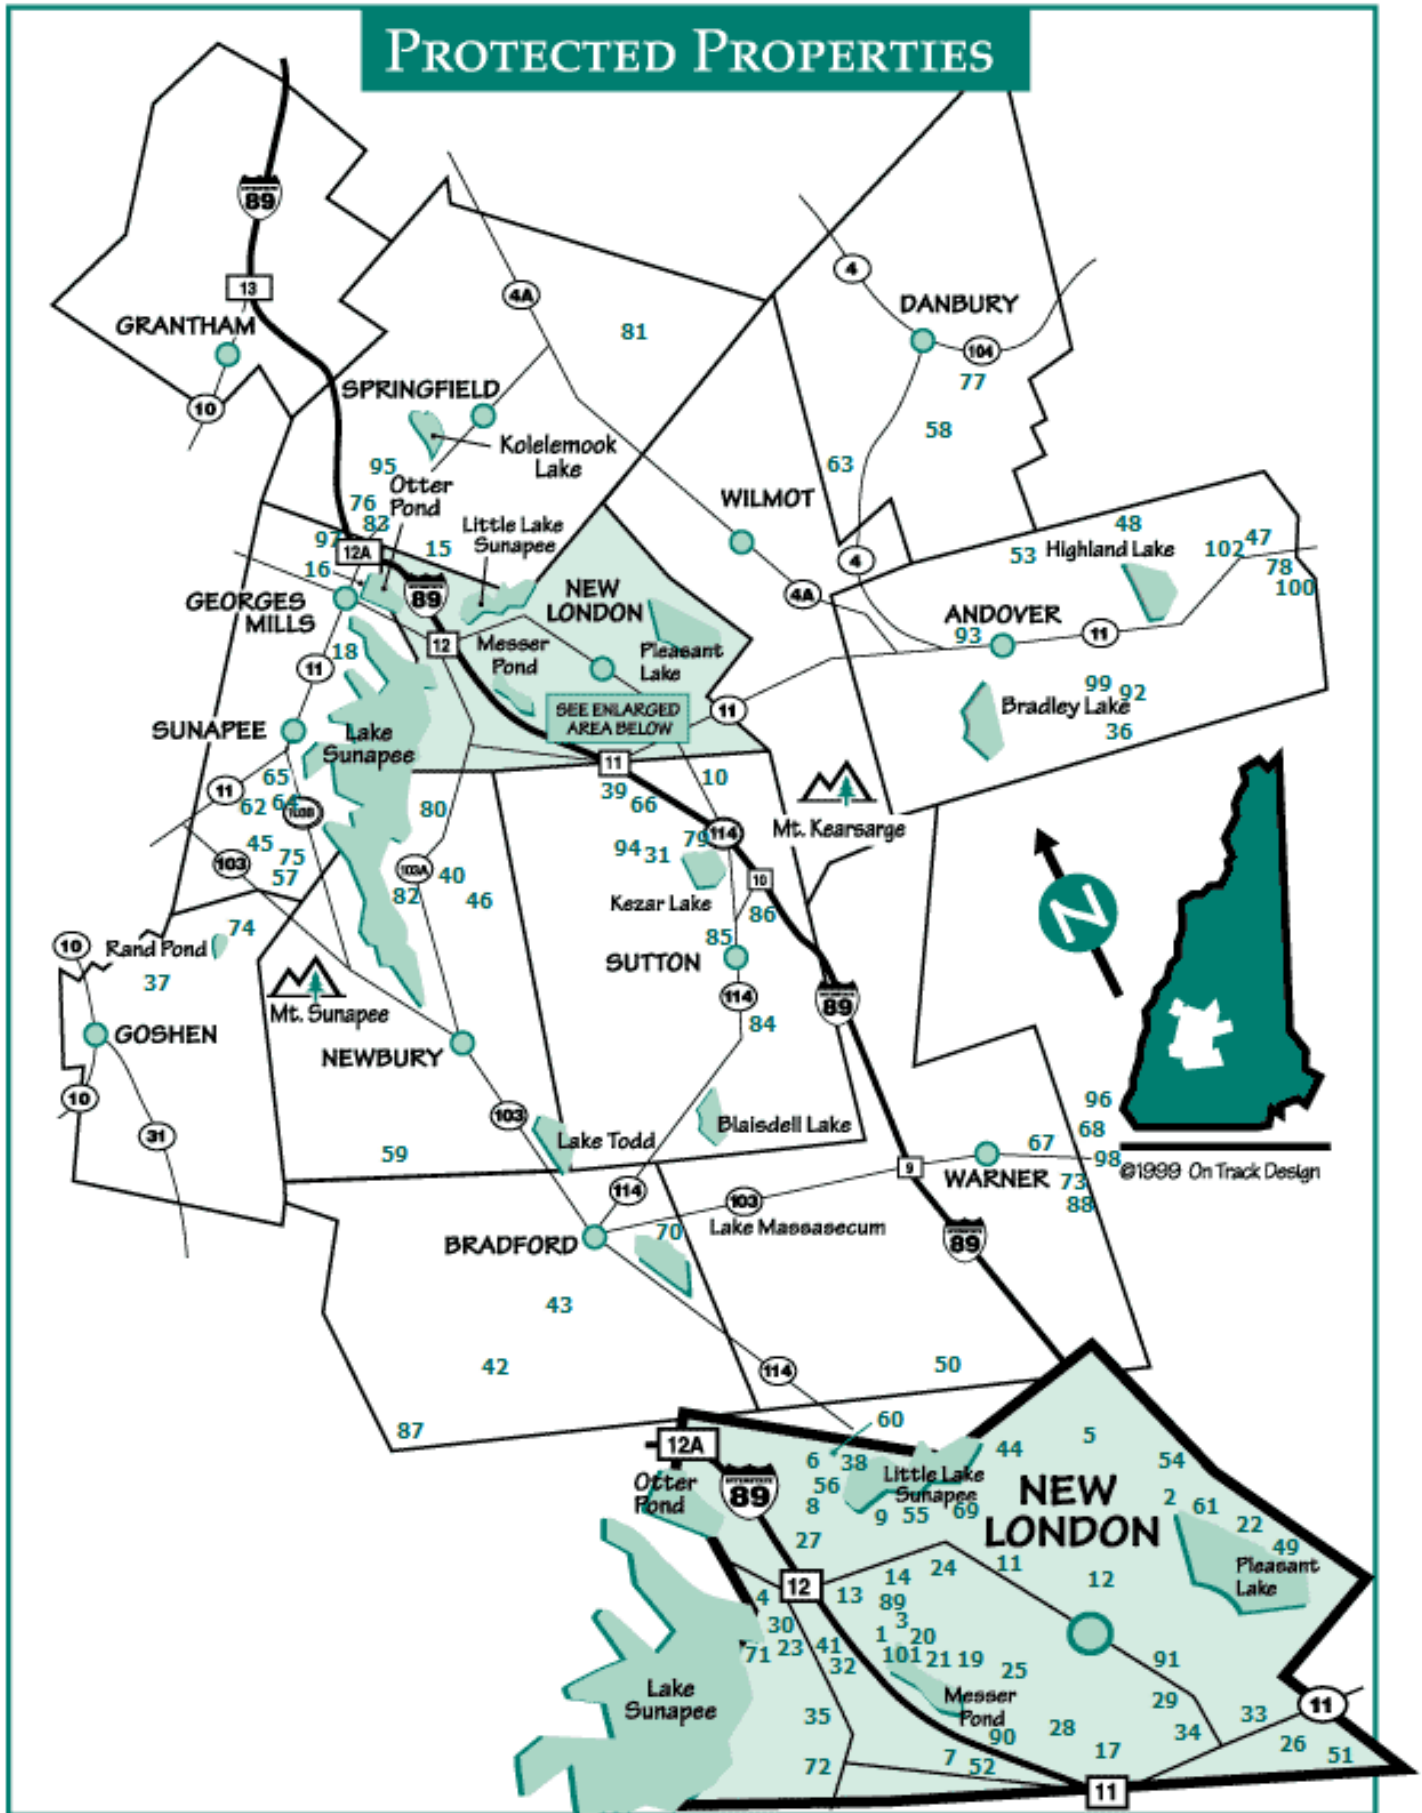 PROTECTED PROPERTIES
89
13
GRANTHAM
10
4A
81
4
DANBURY
104
77
58
63
SPRINGFIELD
Kolelemook
Lake
95
Otter
Pond
76
83
97
12A
15
Little Lake
Sunapee
16
GEORGES
MILLS
89
NEW
LONDON
12
Messer
Pond
Pleasant
Lake
SEE ENLARGED
AREA BELOW
WILMOT
4
4A
48
53
Highland Lake
102
47
78
100
ANDOVER
93
11
99
92
Bradley Lake
36
18
11
SUNAPEE
Lake
Sunapee
11
11
65
11
62
64
103B
80
39
66
10
94
31
79
114
Mt. Kearsarge
45
75
57
103
103A
40
82
46
Kezar Lake
10
86
85
SUTTON
74
10
Rand Pond
37
Mt. Sunapee
GOSHEN
NEWBURY
114
84
89
N
10
31
103
Lake Todd
Blaisdell Lake
59
96
68
67
98
WARNER
73
88
9
©1999 On Track Design
114
103
Lake Massasecum
70
BRADFORD
89
43
42
87
114
50
60
12A
Otter
Pond
89
6
38
56
8
Little Lake
Sunapee
44
5
54
9
55
69
NEW
LONDON
2
61
22
49
Pleasant
Lake
27
12
13
14
24
11
12
89
4
3
30
1
20
71
23
41
101
21
19
32
25
91
Messer
Pond
Lake
Sunapee
35
29
33
11
90
28
34
17
26
51
72
7
52
11